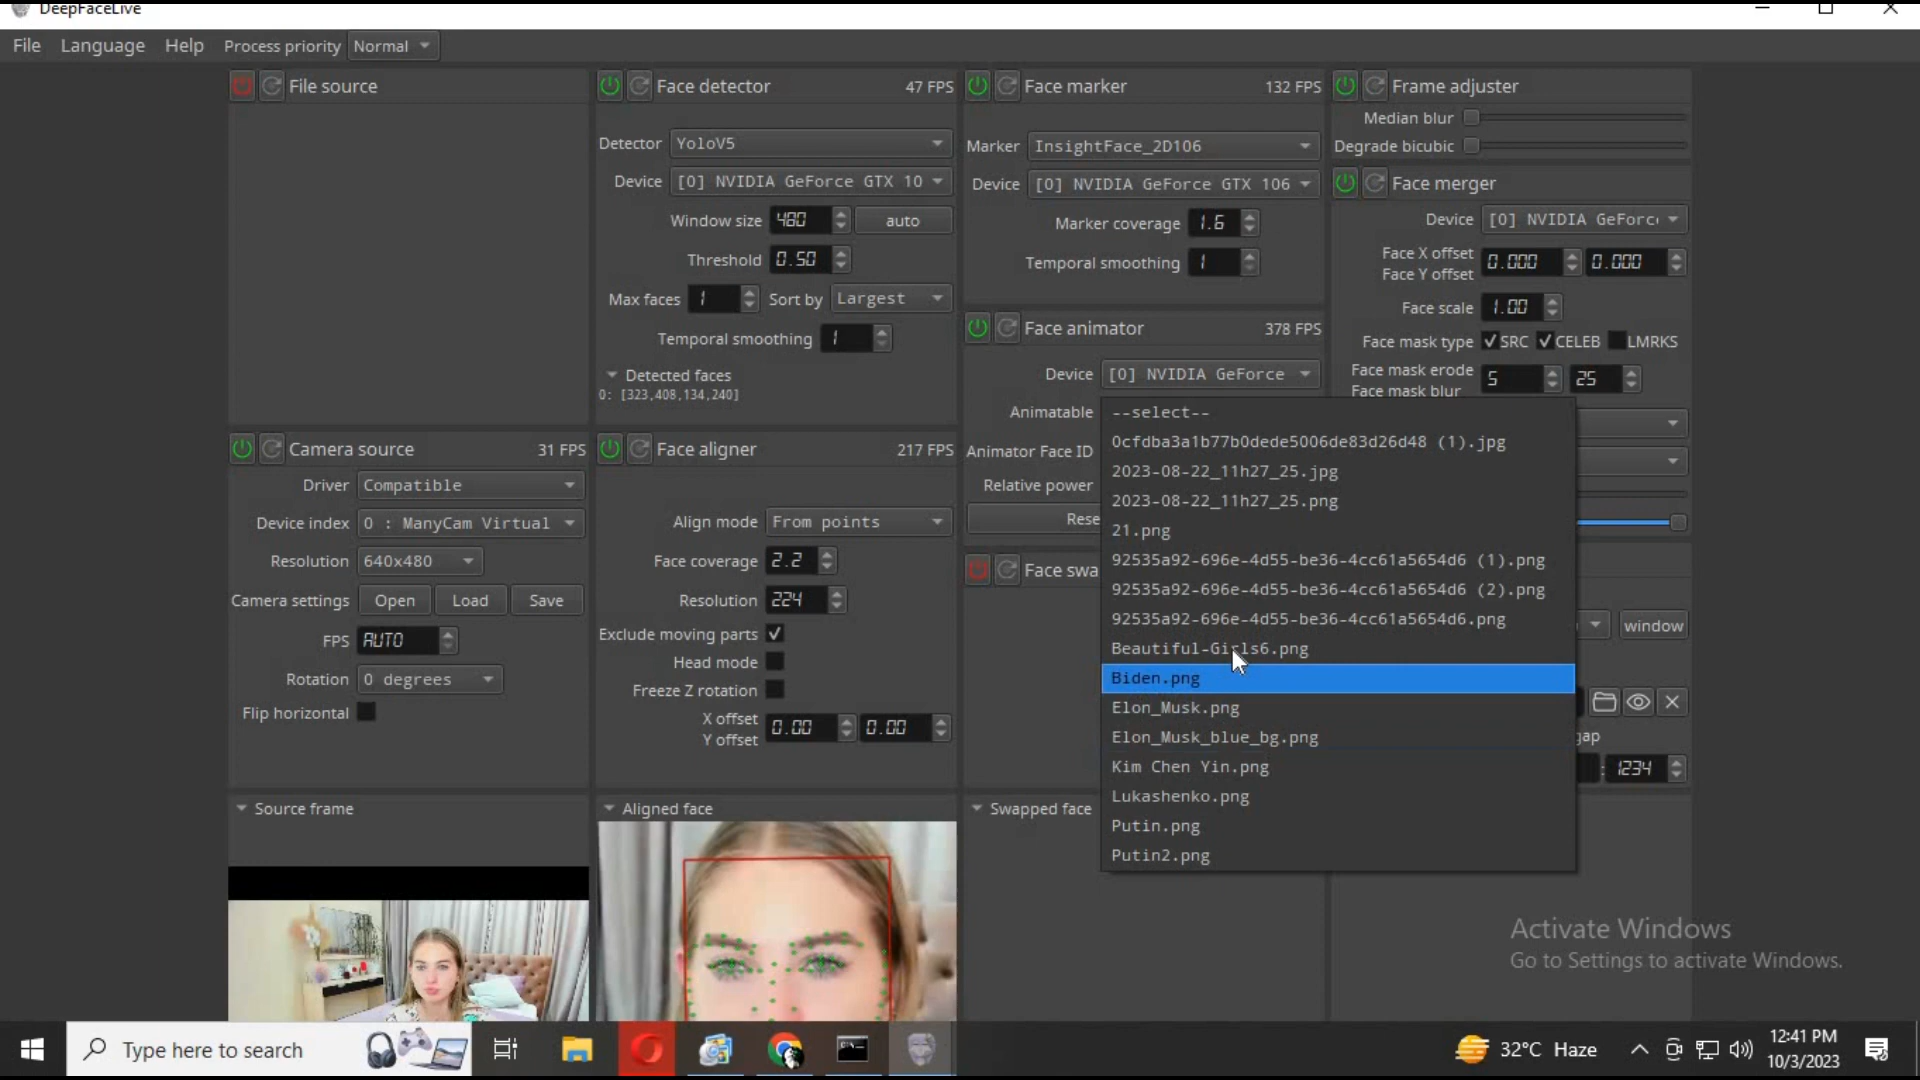 DeepFaceLive
File Language Help Process priority Normal
File source
Face detector 47 FPS
Detector YoloV5
Device [0] NVIDIA GeForce GTX 10
Window size 480 auto
Threshold 0.50
Max faces 1 Sort by Largest
Temporal smoothing 1
Detected faces
0: [323,408,134,240]
Face marker 132 FPS
Marker InsightFace_2D106
Device [0] NVIDIA GeForce GTX 106
Marker coverage 1.6
Temporal smoothing 1
Frame adjuster
Median blur
Degrade bicubic
Face merger
Device [0] NVIDIA GeForc
Face X offset
Face Y offset
0.000 0.000
Face scale 1.00
Face mask type SRC CELEB LMRKS
Face mask erode
Face mask blur
5 25
Face animator 378 FPS
Device [0] NVIDIA GeForce
Animatable
Animator Face ID
Relative power
Rese
Face swa
--select--
0cfdba3a1b77b0dede5006de83d26d48 (1).jpg
2023-08-22_11h27_25.jpg
2023-08-22_11h27_25.png
21.png
92535a92-696e-4d55-be36-4cc61a5654d6 (1).png
92535a92-696e-4d55-be36-4cc61a5654d6 (2).png
92535a92-696e-4d55-be36-4cc61a5654d6.png
Beautiful-Girls6.png
Biden.png
Elon_Musk.png
Elon_Musk_blue_bg.png
Kim Chen Yin.png
Lukashenko.png
Putin.png
Putin2.png
window
gap
: 1234
Camera source 31 FPS
Driver Compatible
Device index 0 : ManyCam Virtual
Resolution 640x480
Camera settings Open Load Save
FPS AUTO
Rotation 0 degrees
Flip horizontal
Face aligner 217 FPS
Align mode From points
Face coverage 2.2
Resolution 224
Exclude moving parts
Head mode
Freeze Z rotation
X offset
Y offset
0.00 0.00
Source frame
Aligned face
Swapped face
Activate Windows
Go to Settings to activate Windows.
Type here to search
32°C Haze
12:41 PM
10/3/2023